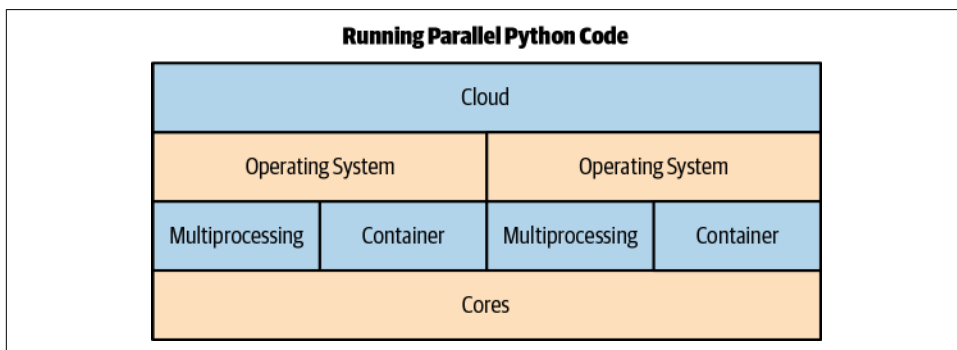 Running Parallel Python Code
Cloud
Operating System Operating System
Multiprocessing Container Multiprocessing Container
Cores